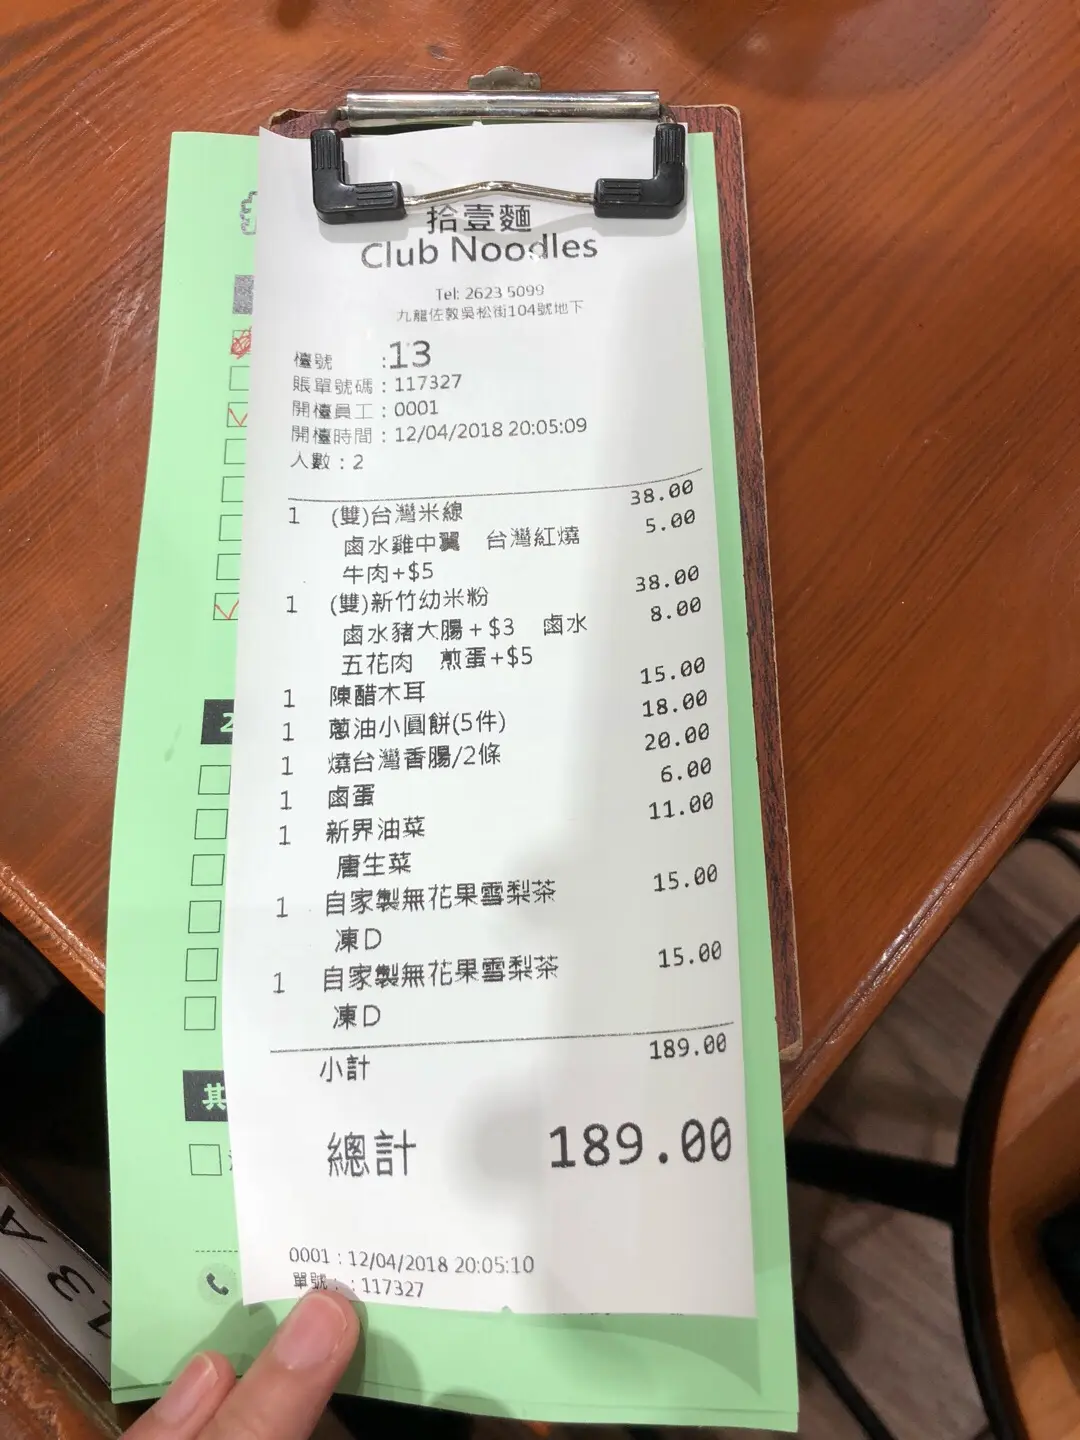 拾壹麵
Club Noodles
Tel: 2623 5099
九龍佐敦吳松街104號地下
檯號 :13
賬單號碼 : 117327
開檯員工 : 0001
開檯時間 : 12/04/2018 20:05:09
人數 : 2
1 (雙)台灣米線 38.00
鹵水雞中翼 台灣紅燒 5.00
牛肉+$5
1 (雙)新竹幼米粉 38.00
鹵水豬大腸+$3 鹵水 8.00
五花肉 煎蛋+$5
1 陳醋木耳 15.00
1 蔥油小圓餅(5件) 18.00
1 燒台灣香腸/2條 20.00
1 鹵蛋 6.00
1 新界油菜 11.00
唐生菜
1 自家製無花果雪梨茶 15.00
凍D
1 自家製無花果雪梨茶 15.00
凍D
小計 189.00
總計 189.00
0001 : 12/04/2018 20:05:10
單號: : 117327
2
其
13 A